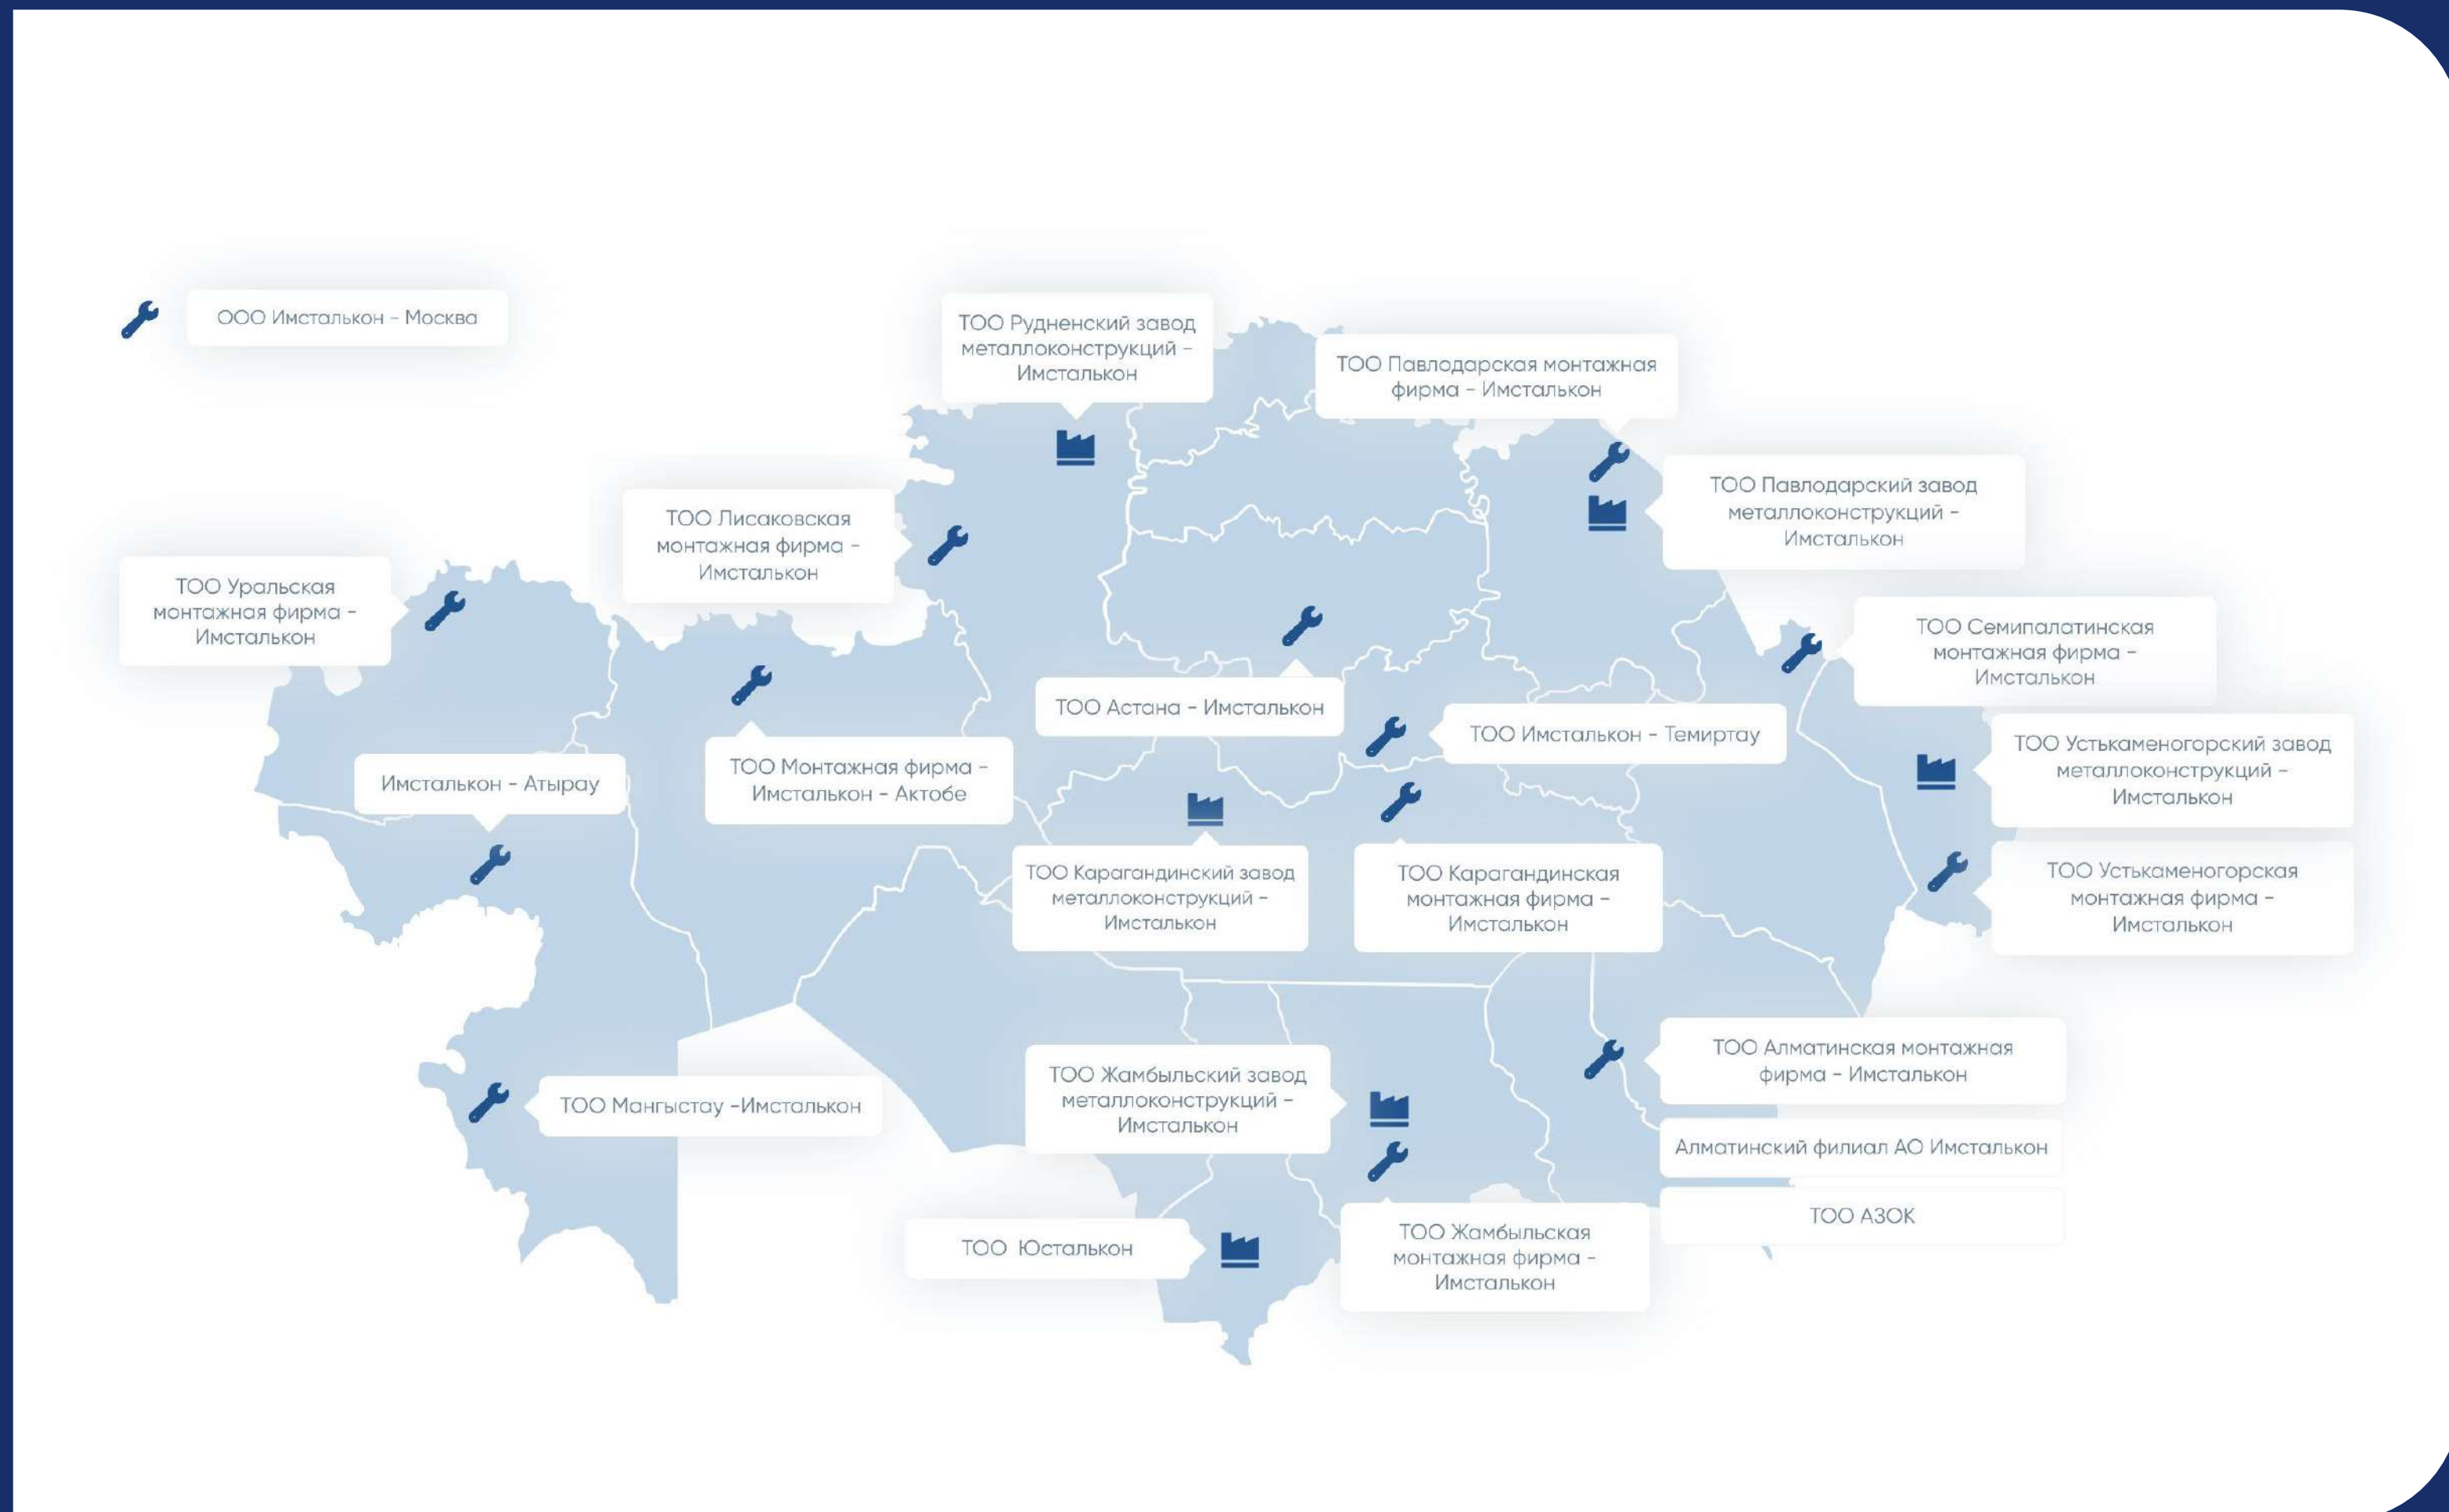 ООО Имсталькон - Москва
ТОО Рудненский завод
металлоконструкций -
Имсталькон
ТОО Павлодарская монтажная
фирма - Имсталькон
ТОО Павлодарский завод
металлоконструкций -
Имсталькон
ТОО Лисаковская
монтажная фирма -
Имсталькон
ТОО Уральская
монтажная фирма -
Имсталькон
ТОО Семипалатинская
монтажная фирма -
Имсталькон
ТОО Астана - Имсталькон
ТОО Имсталькон - Темиртау
ТОО Устькаменогорский завод
металлоконструкций -
Имсталькон
Имсталькон - Атырау
ТОО Монтажная фирма -
Имсталькон - Актобе
ТОО Карагандинский завод
металлоконструкций -
Имсталькон
ТОО Карагандинская
монтажная фирма -
Имсталькон
ТОО Устькаменогорская
монтажная фирма -
Имсталькон
ТОО Алматинская монтажная
фирма - Имсталькон
ТОО Жамбыльский завод
металлоконструкций -
Имсталькон
ТОО Мангыстау -Имсталькон
Алматинский филиал АО Имсталькон
ТОО АЗОК
ТОО Юсталькон
ТОО Жамбыльская
монтажная фирма -
Имсталькон